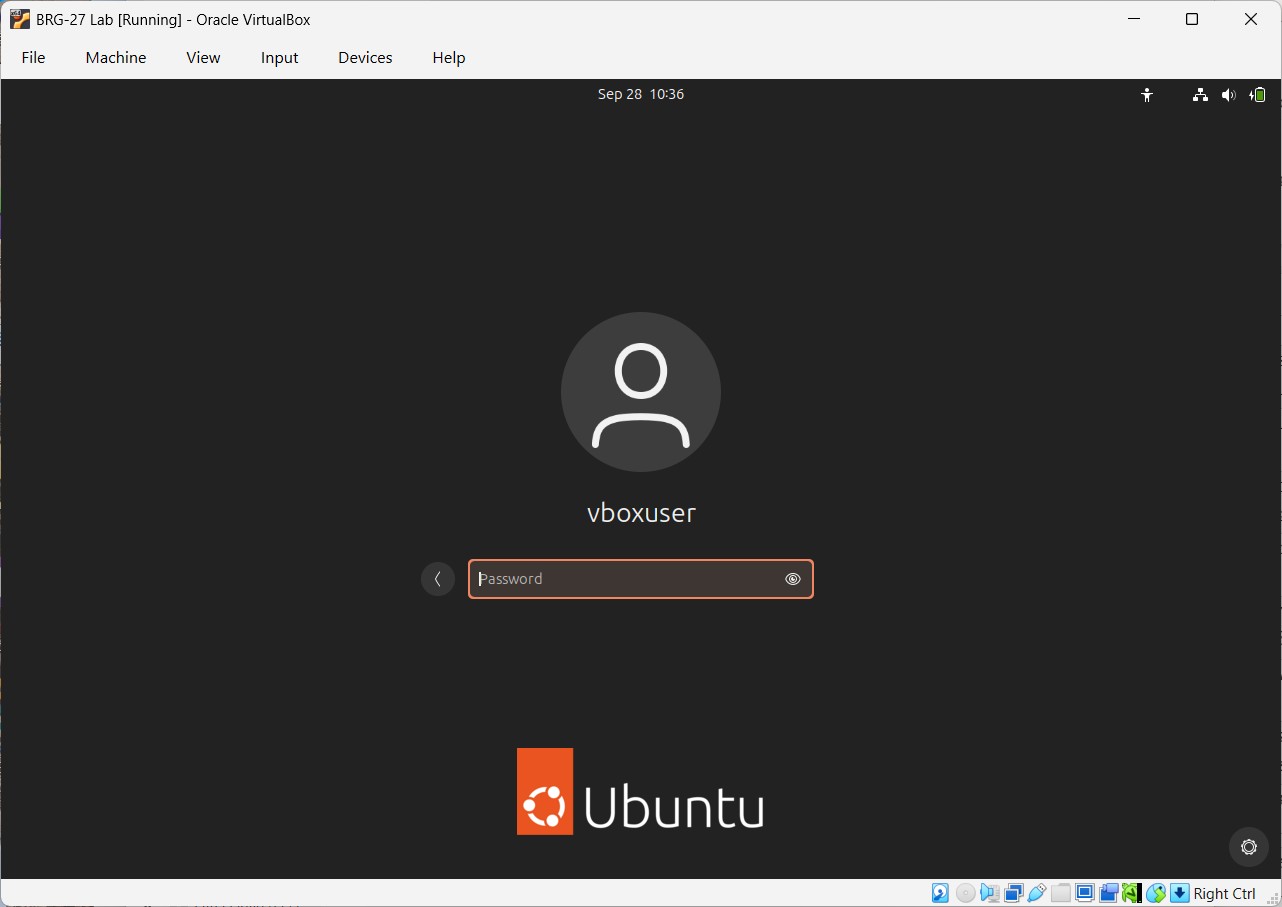 BRG-27 Lab [Running] - Oracle VirtualBox
File Machine View Input Devices Help
Sep 28 10:36
vboxuser
Password
Ubuntu
Right Ctrl